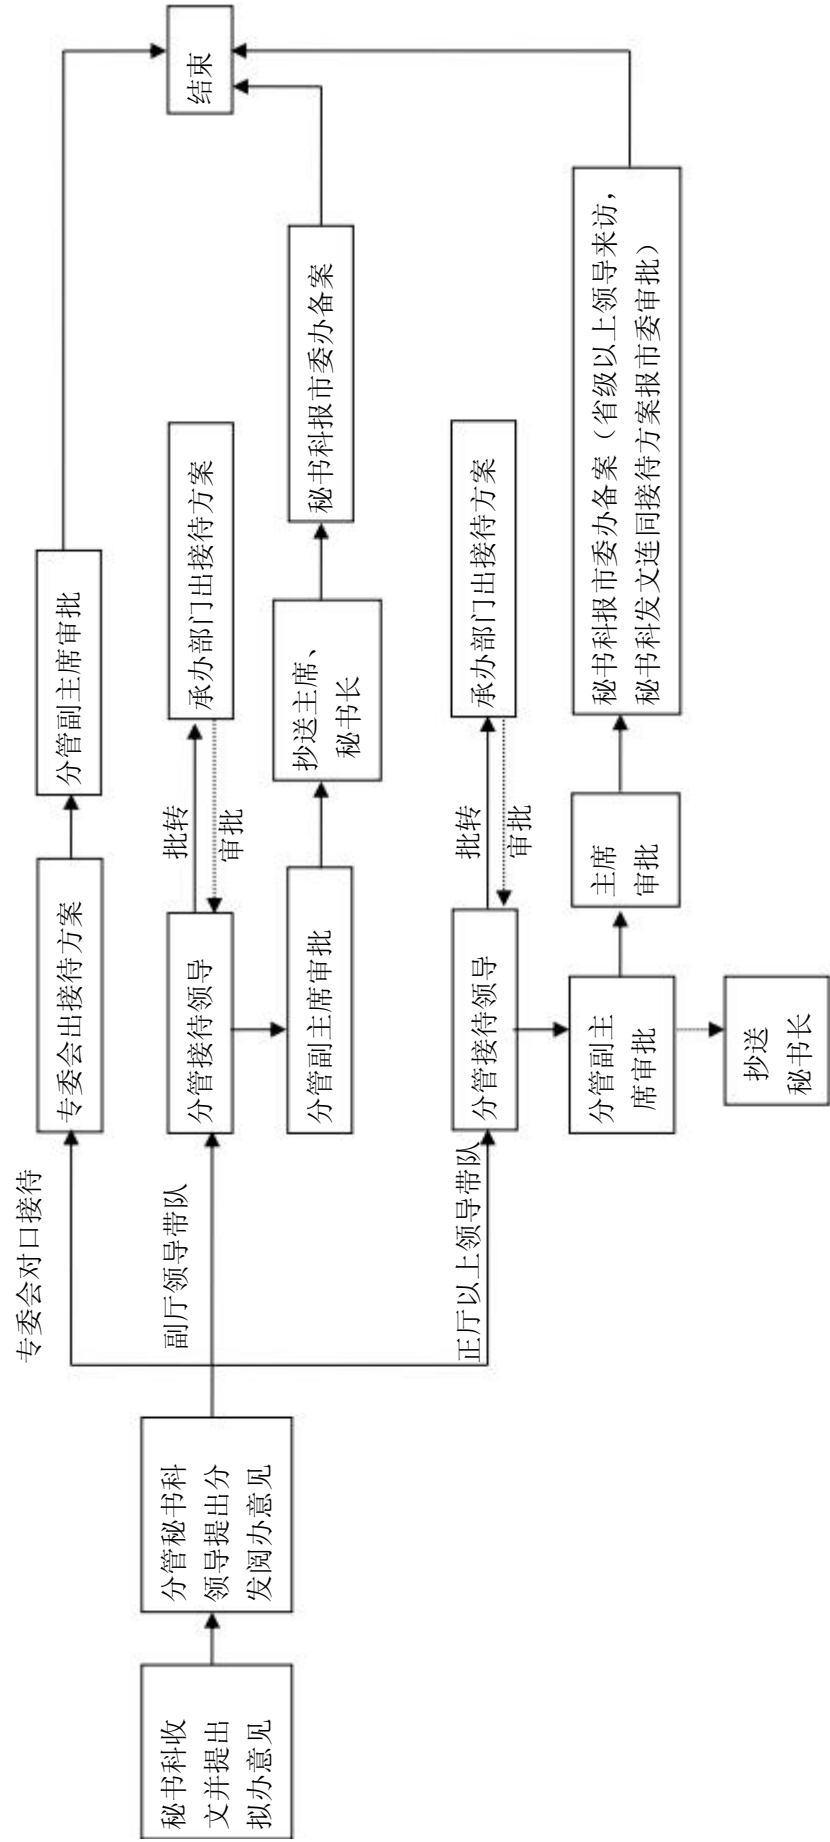 秘书科收
文并提出
拟办意见
分管秘书科
领导提出分
发阅办意见
专委会对口接待
专委会出接待方案
分管副主席审批
副厅领导带队
分管接待领导
批转
审批
承办部门出接待方案
分管副主席审批
抄送主席、
秘书长
秘书科报市委办备案
正厅以上领导带队
分管接待领导
批转
审批
承办部门出接待方案
分管副主
席审批
主席
审批
秘书科报市委办备案（省级以上领导来访，
秘书科发文连同接待方案报市委审批）
抄送
秘书长
结束